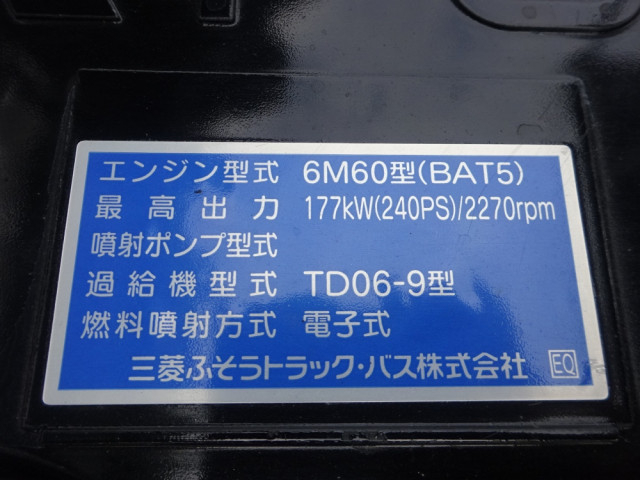 エンジン型式 6M60型(BAT5)
最高出力 177kW(240PS)/2270rpm
噴射ポンプ型式
過給機型式 TD06-9型
燃料噴射方式 電子式
三菱ふそうトラック・バス株式会社 EQ